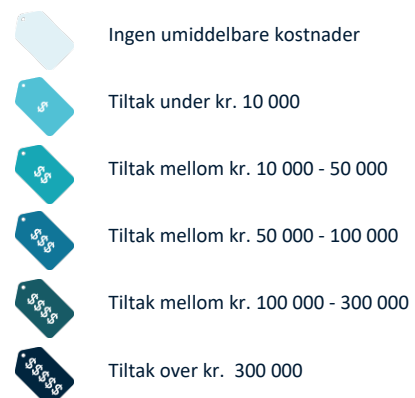 Ingen umiddelbare kostnader
$ Tiltak under kr. 10 000
$$ Tiltak mellom kr. 10 000 - 50 000
$$$ Tiltak mellom kr. 50 000 - 100 000
$$$$ Tiltak mellom kr. 100 000 - 300 000
$$$$$ Tiltak over kr. 300 000